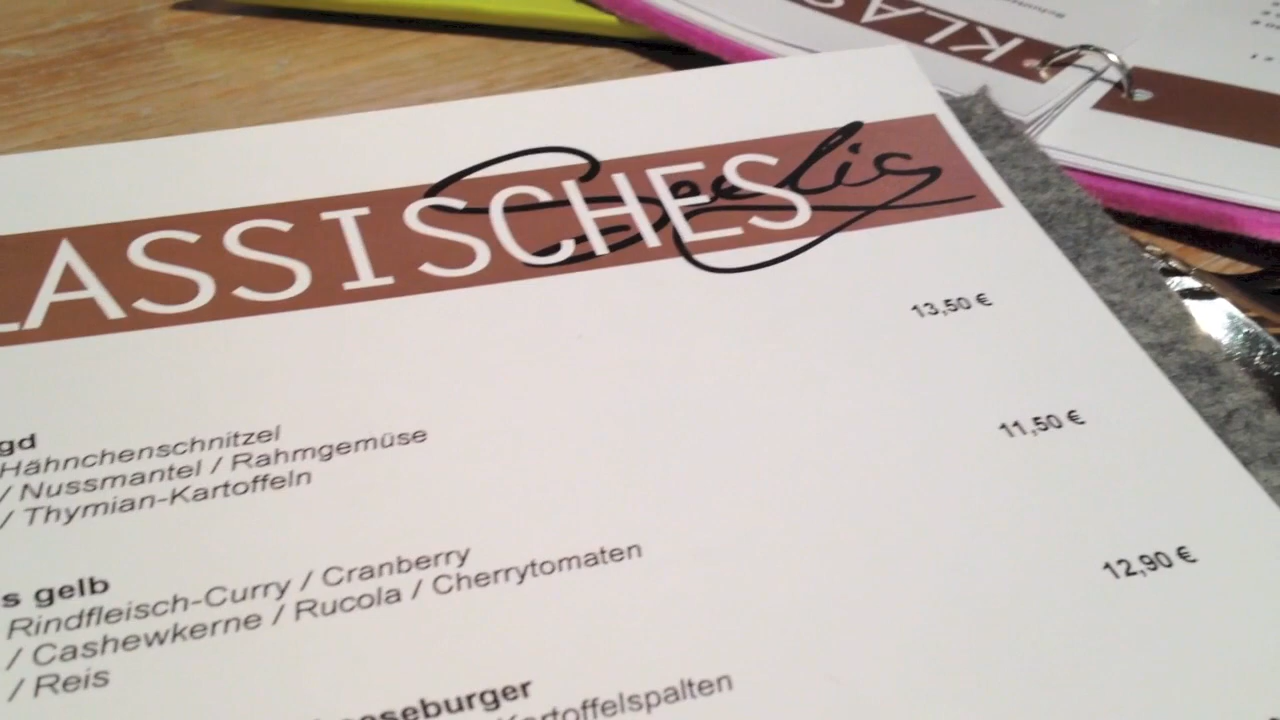 LASSISCHES
Seelig
13,50 €
gd
Hähnchenschnitzel
/ Nussmantel / Rahmgemüse
/ Thymian-Kartoffeln
11,50 €
s gelb
Rindfleisch-Curry / Cranberry
/ Cashewkerne / Rucola / Cherrytomaten
/ Reis
12,90 €
eseburger
Kartoffelspalten
KLAS